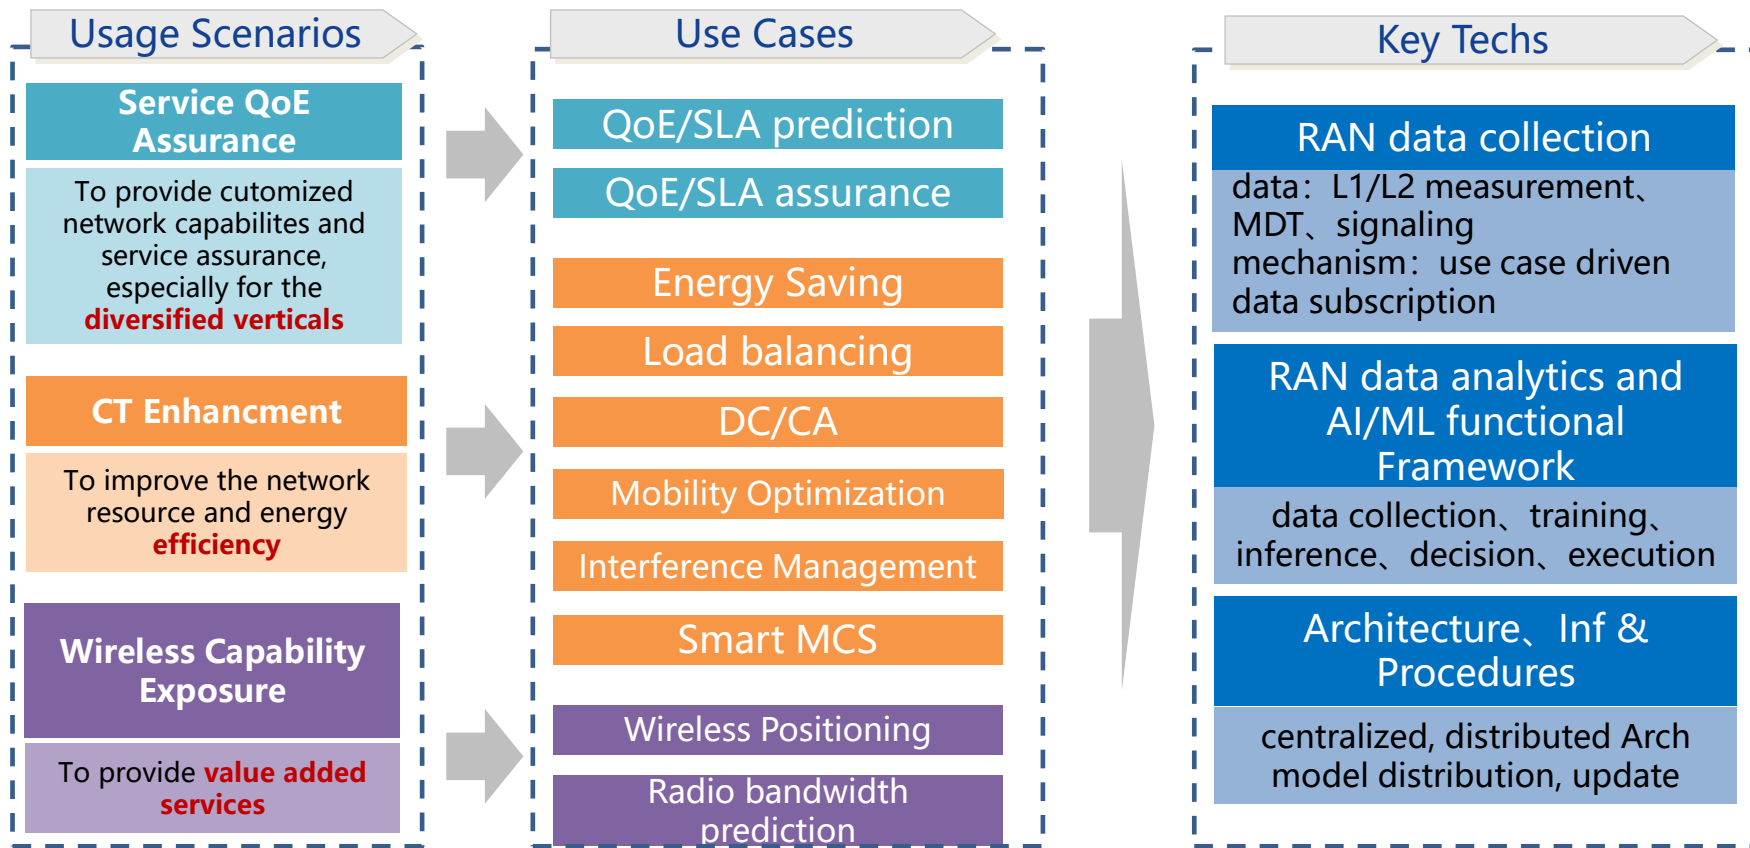 Usage Scenarios
Service QoE
Assurance
To provide cutomized
network capabilites and
service assurance,
especially for the
diversified verticals
CT Enhancment
To improve the network
resource and energy
efficiency
Wireless Capability
Exposure
To provide value added
services
Use Cases
QoE/SLA prediction
QoE/SLA assurance
Energy Saving
Load balancing
DC/CA
Mobility Optimization
Interference Management
Smart MCS
Wireless Positioning
Radio bandwidth
prediction
Key Techs
RAN data collection
data：L1/L2 measurement、
MDT、signaling
mechanism：use case driven
data subscription
RAN data analytics and
AI/ML functional
Framework
data collection、training、
inference、decision、execution
Architecture、Inf &
Procedures
centralized, distributed Arch
model distribution, update